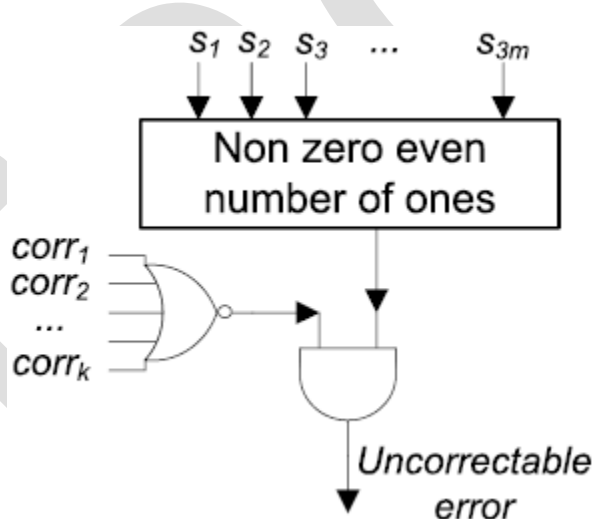 s1 s2 s3 ... s3m
Non zero even
number of ones
corr1
corr2
...
corrk
Uncorrectable
error